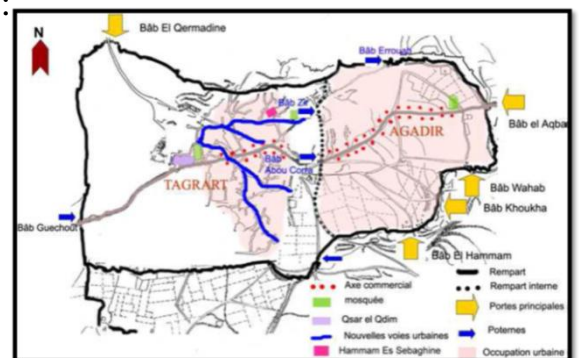 Bâb El Qermadine
N
Bâb Errouah
Bâb Zir
Bâb el Aqba
AGADIR
Bâb
Abou Corra
TAGRART
Bâb Wahab
Bâb Khoukha
Bâb Guechout
Bâb El Hammam
Axe commercial
mosquée
Qsar el Qdim
Nouvelles voies urbaines
Hammam Es Sebaghine
Rempart
Rempart interne
Portes principales
Poternes
Occupation urbaine